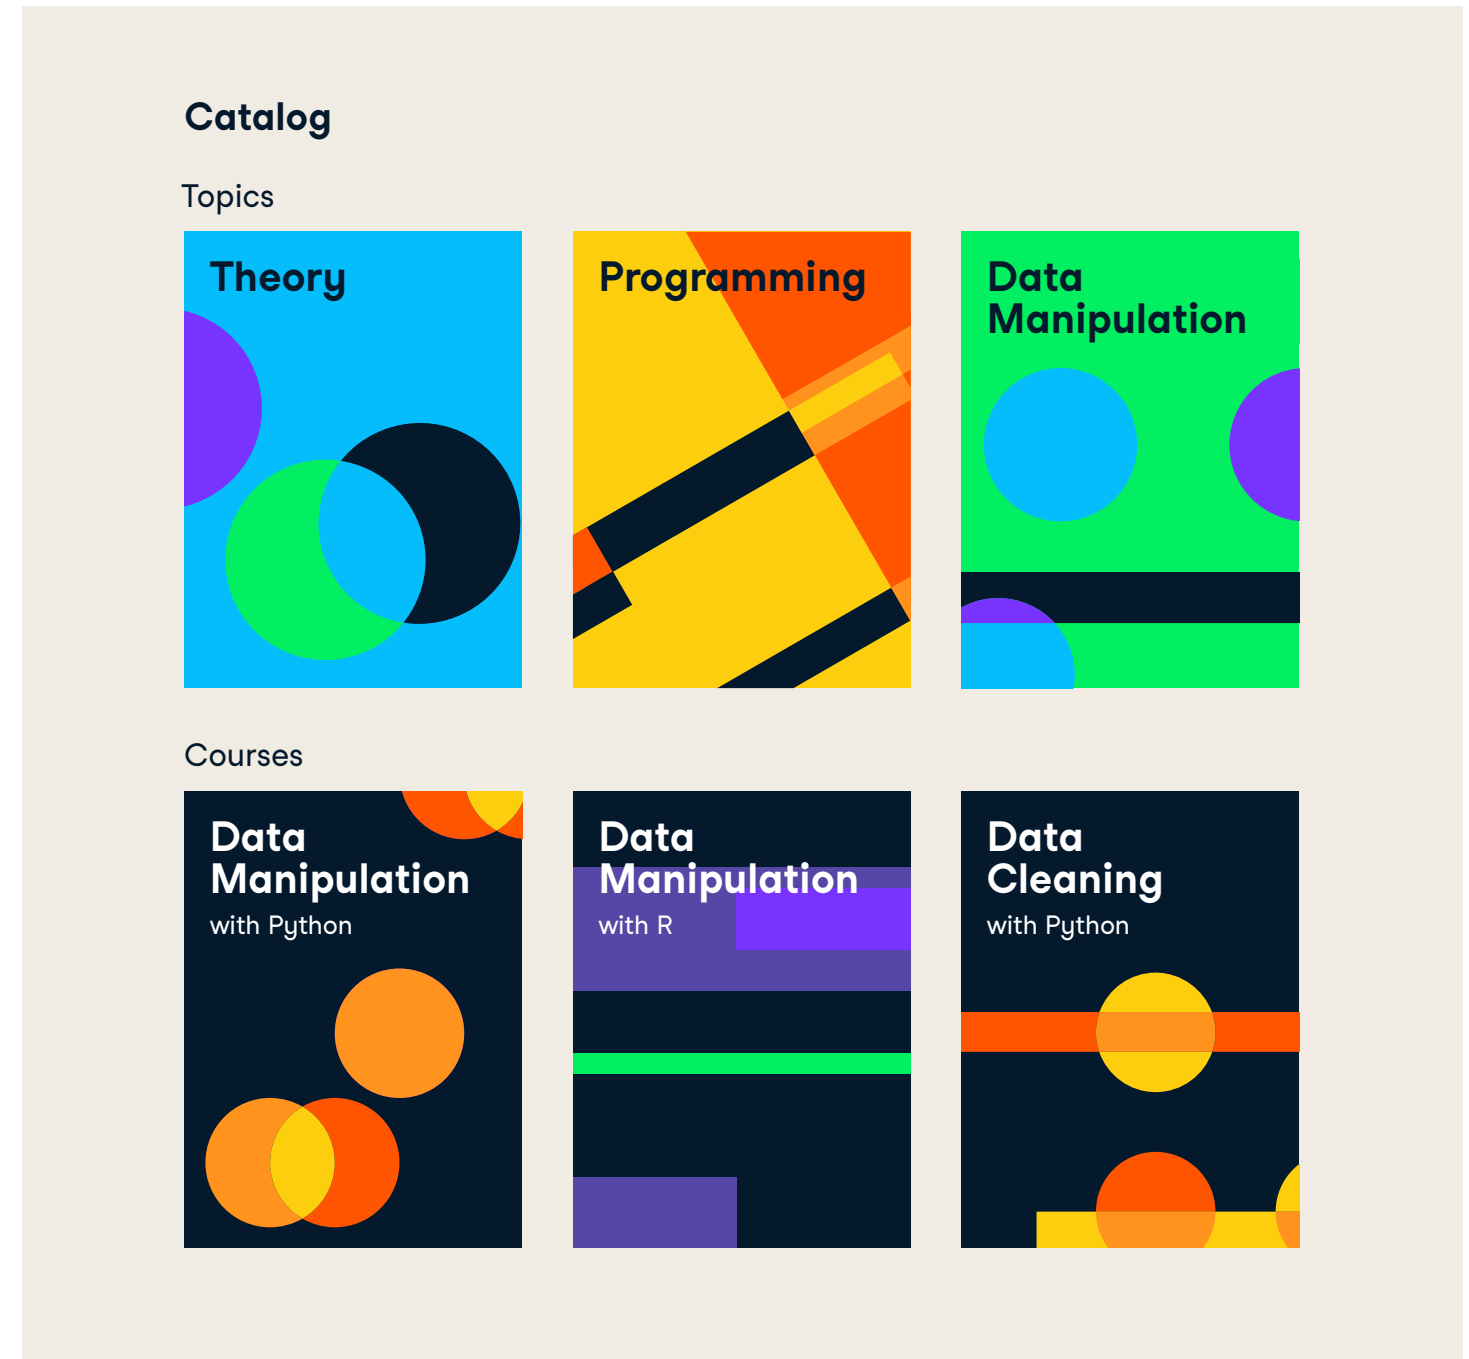 Catalog
Topics
Theory
Programming
Data
Manipulation
Courses
Data
Manipulation
with Python
Data
Manipulation
with R
Data
Cleaning
with Python